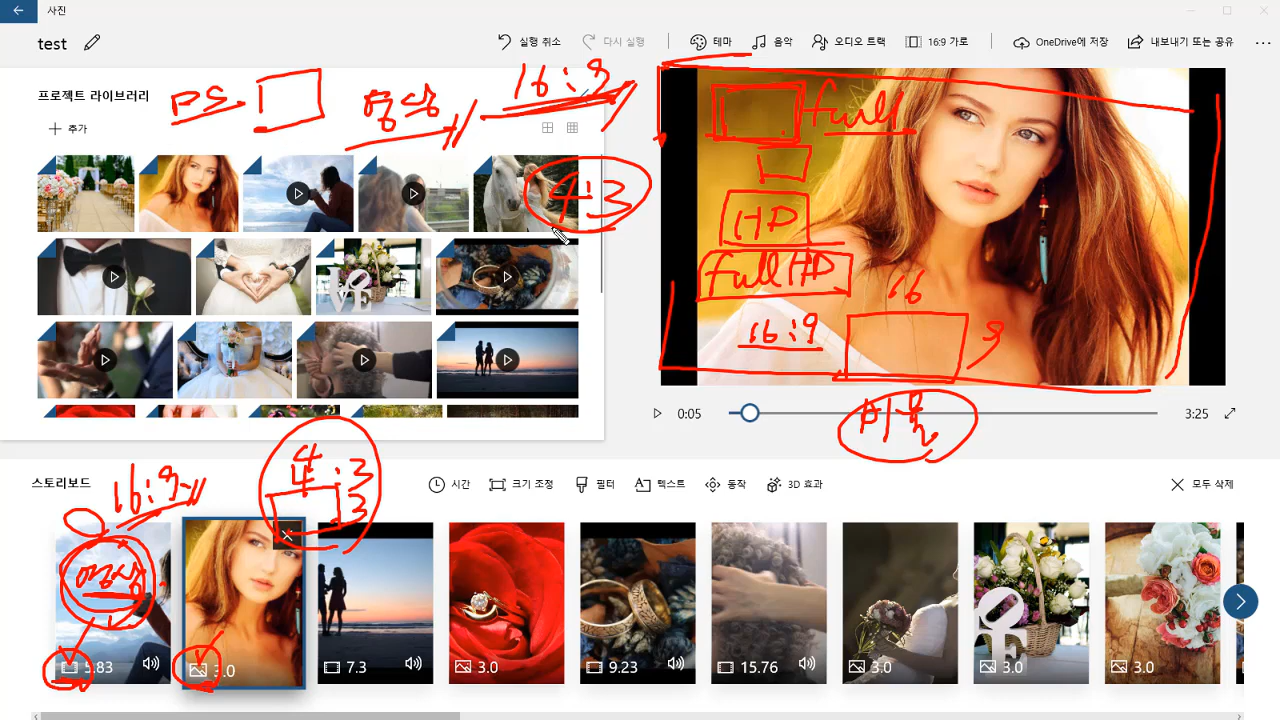 사진
test 실행 취소 다시 실행 테마 음악 오디오 트랙 16:9 가로 OneDrive에 저장 내보내기 또는 공유 ...
프로젝트 라이브러리
추가
영상
16:9
4:3
full
HD
full HD
16:9
16
9
0:05 3:25
비율
스토리보드 시간 크기 조정 필터 텍스트 동작 3D 효과 모두 삭제
16:9
4:3
3
영상
5.83 3.0 7.3 3.0 9.23 15.76 3.0 3.0 3.0
LOVE